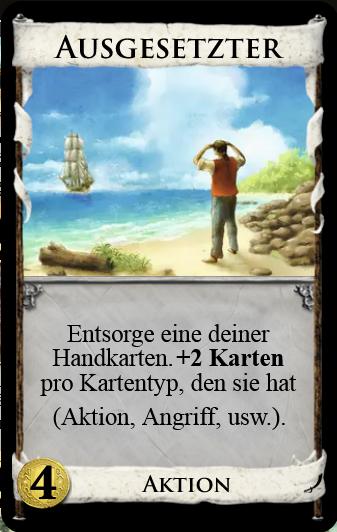 AUSGESETZTER
Entsorge eine deiner
Handkarten. +2 Karten
pro Kartentyp, den sie hat
(Aktion, Angriff, usw.).
4
AKTION